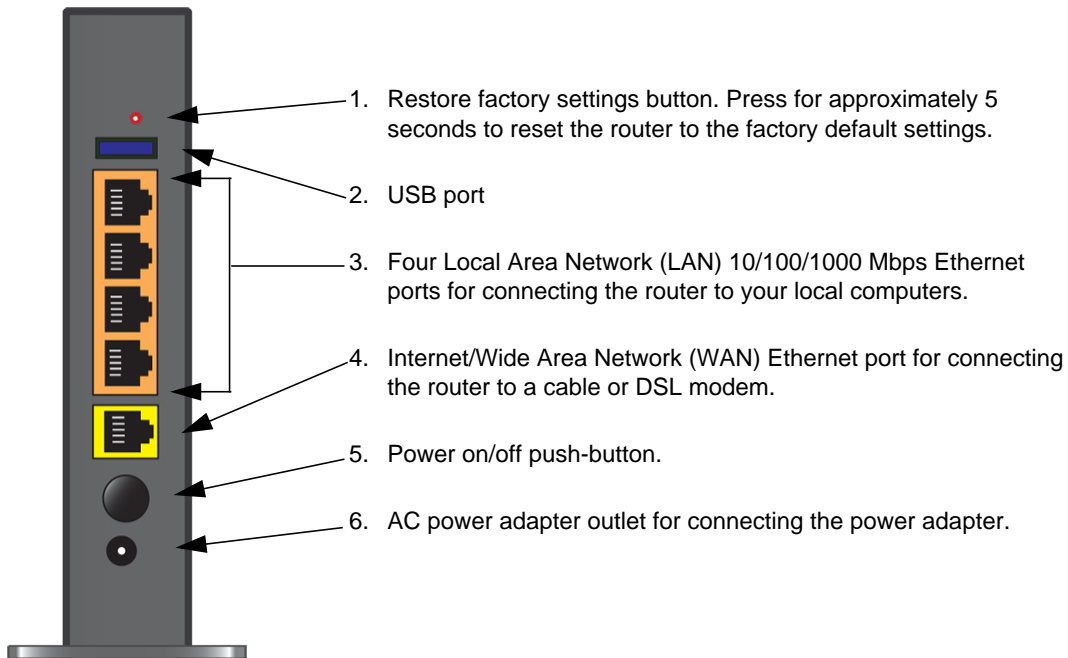 1. Restore factory settings button. Press for approximately 5
seconds to reset the router to the factory default settings.
2. USB port
3. Four Local Area Network (LAN) 10/100/1000 Mbps Ethernet
ports for connecting the router to your local computers.
4. Internet/Wide Area Network (WAN) Ethernet port for connecting
the router to a cable or DSL modem.
5. Power on/off push-button.
6. AC power adapter outlet for connecting the power adapter.